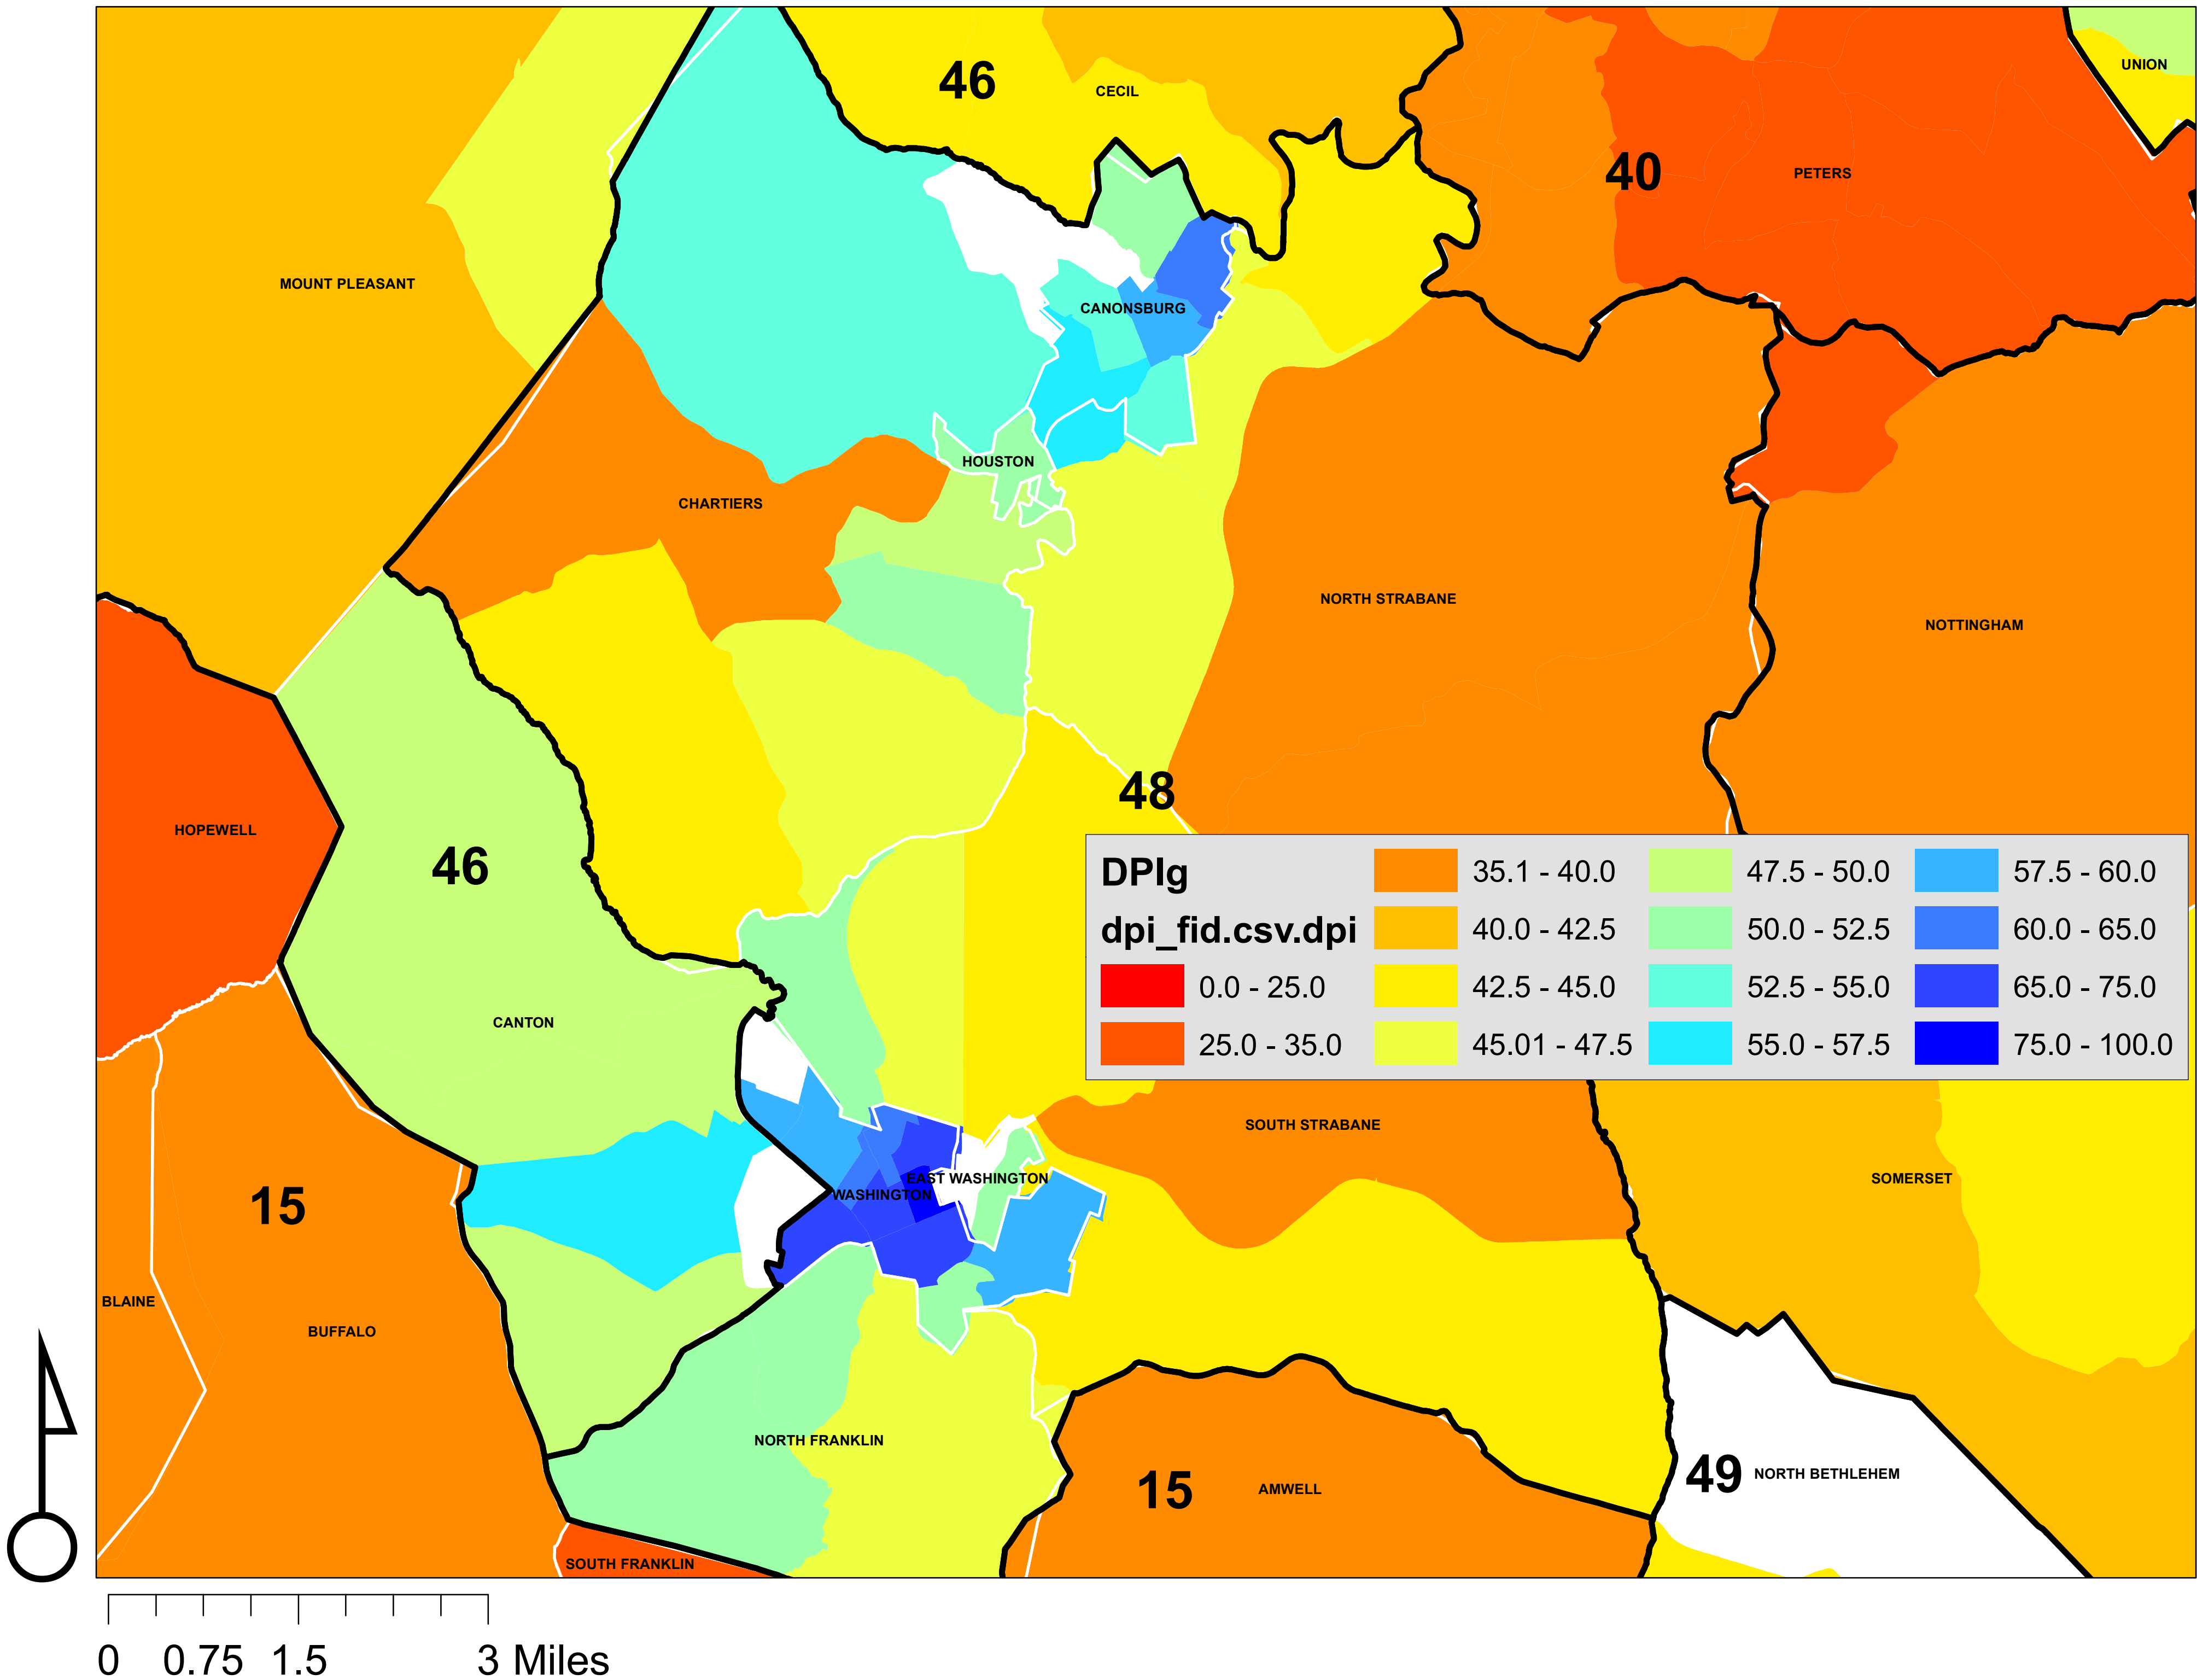 46
CECIL
UNION
40
PETERS
MOUNT PLEASANT
CANONSBURG
HOUSTON
CHARTIERS
NORTH STRABANE
NOTTINGHAM
48
HOPEWELL
46
DPIg
dpi_fid.csv.dpi
0.0 - 25.0
25.0 - 35.0
35.1 - 40.0
40.0 - 42.5
42.5 - 45.0
45.01 - 47.5
47.5 - 50.0
50.0 - 52.5
52.5 - 55.0
55.0 - 57.5
57.5 - 60.0
60.0 - 65.0
65.0 - 75.0
75.0 - 100.0
CANTON
SOUTH STRABANE
EAST WASHINGTON
SOMERSET
WASHINGTON
15
BLAINE
BUFFALO
NORTH FRANKLIN
15
AMWELL
49
NORTH BETHLEHEM
SOUTH FRANKLIN
0 0.75 1.5 3 Miles